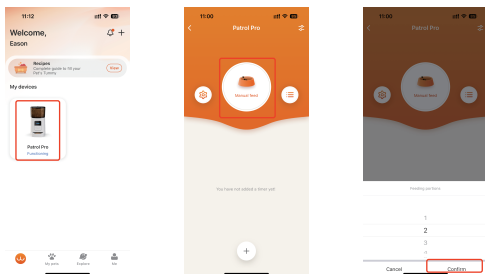 11:12
Welcome,
Eason
Recipes
Complete guide to fill your
Pet's Tummy
View
My devices
Patrol Pro
Functioning
My pets
Explore
Me
11:00
Patrol Pro
Manual Feed
You have not added a timer yet
11:00
Patrol Pro
Manual Feed
Feeding portions
1
2
3
Cancel
Confirm